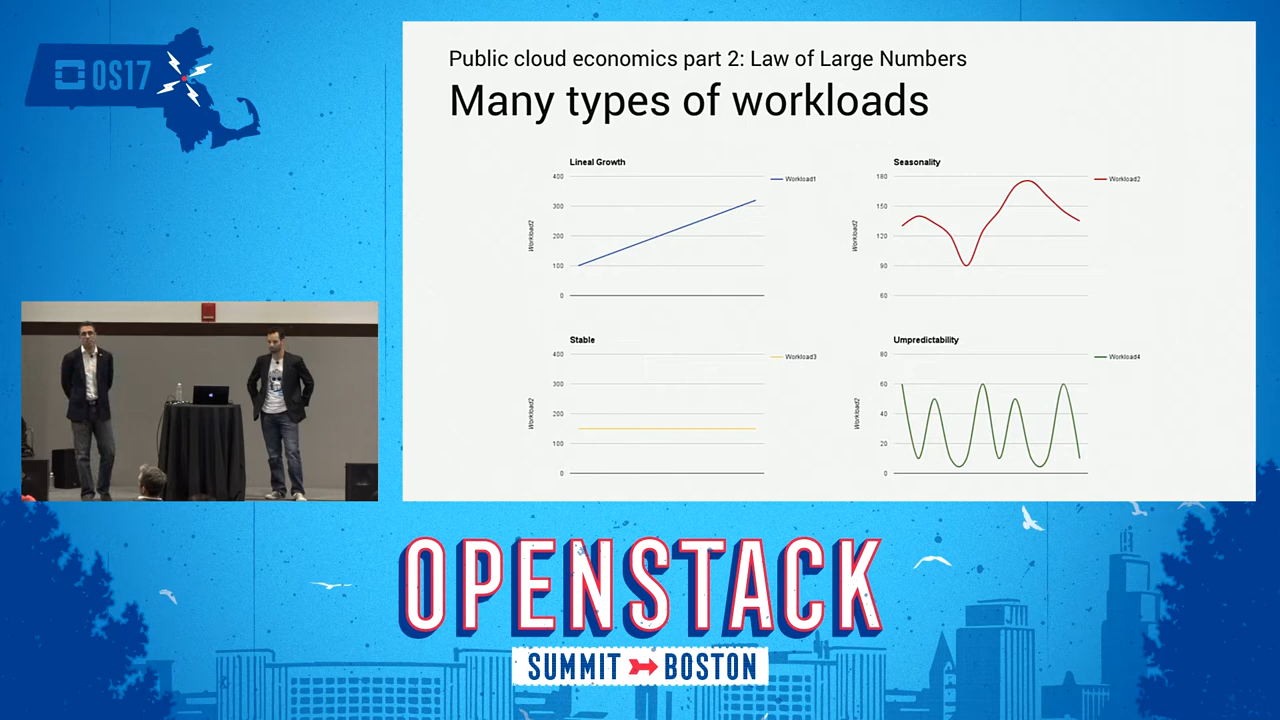 OS17
Public cloud economics part 2: Law of Large Numbers
Many types of workloads
Lineal Growth
Workload2
400
300
200
100
0
Workload1
Seasonality
Workload2
180
150
120
90
60
Workload2
Stable
Workload2
400
300
200
100
0
Workload3
Umpredictability
Workload2
80
60
40
20
0
Workload4
OPENSTACK
SUMMIT BOSTON